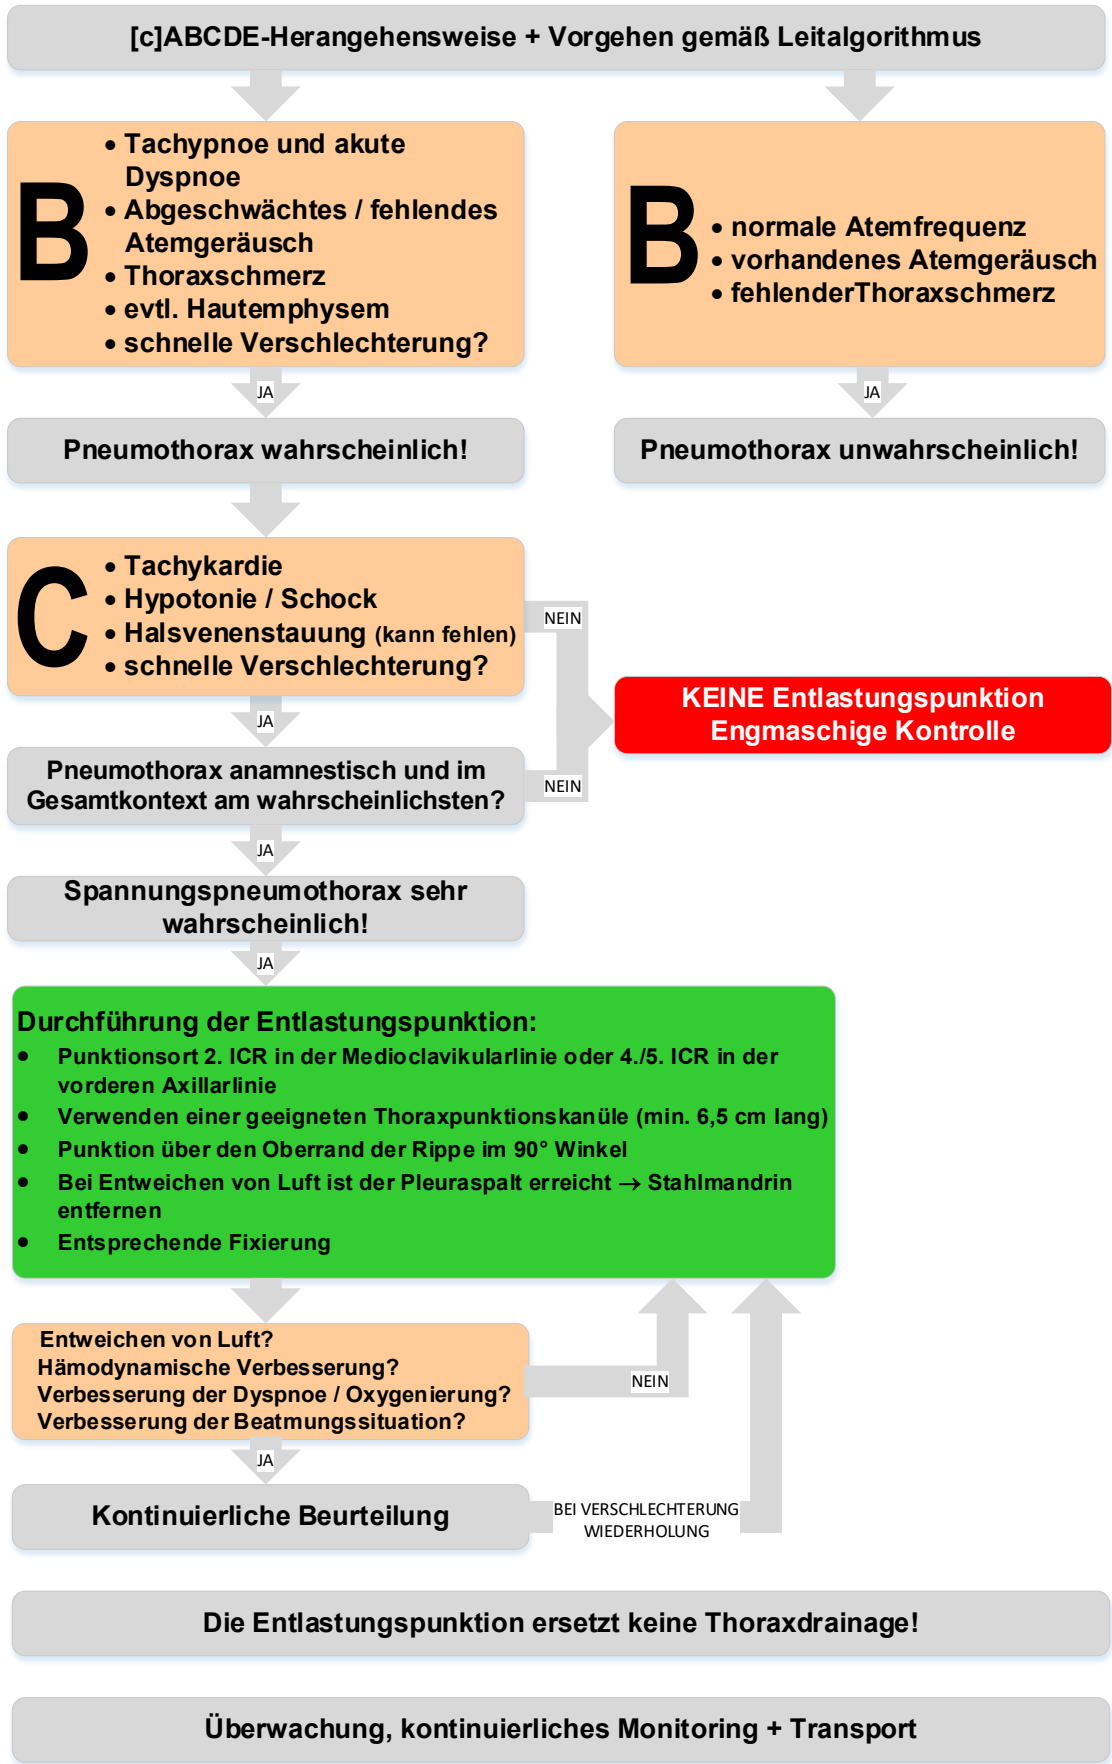 [c]ABCDE-Herangehensweise + Vorgehen gemäß Leitalgorithmus
B
• Tachypnoe und akute
Dyspnoe
• Abgeschwächtes / fehlendes
Atemgeräusch
• Thoraxschmerz
• evtl. Hautemphysem
• schnelle Verschlechterung?
B
• normale Atemfrequenz
• vorhandenes Atemgeräusch
• fehlenderThoraxschmerz
JA
JA
Pneumothorax wahrscheinlich!
Pneumothorax unwahrscheinlich!
C
• Tachykardie
• Hypotonie / Schock
• Halsvenenstauung (kann fehlen)
• schnelle Verschlechterung?
NEIN
KEINE Entlastungspunktion
Engmaschige Kontrolle
JA
Pneumothorax anamnestisch und im
Gesamtkontext am wahrscheinlichsten?
NEIN
JA
Spannungspneumothorax sehr
wahrscheinlich!
JA
Durchführung der Entlastungspunktion:
• Punktionsort 2. ICR in der Medioclavikularlinie oder 4./5. ICR in der
vorderen Axillarlinie
• Verwenden einer geeigneten Thoraxpunktionskanüle (min. 6,5 cm lang)
• Punktion über den Oberrand der Rippe im 90° Winkel
• Bei Entweichen von Luft ist der Pleuraspalt erreicht → Stahlmandrin
entfernen
• Entsprechende Fixierung
Entweichen von Luft?
Hämodynamische Verbesserung?
Verbesserung der Dyspnoe / Oxygenierung?
Verbesserung der Beatmungssituation?
NEIN
JA
Kontinuierliche Beurteilung
BEI VERSCHLECHTERUNG
WIEDERHOLUNG
Die Entlastungspunktion ersetzt keine Thoraxdrainage!
Überwachung, kontinuierliches Monitoring + Transport